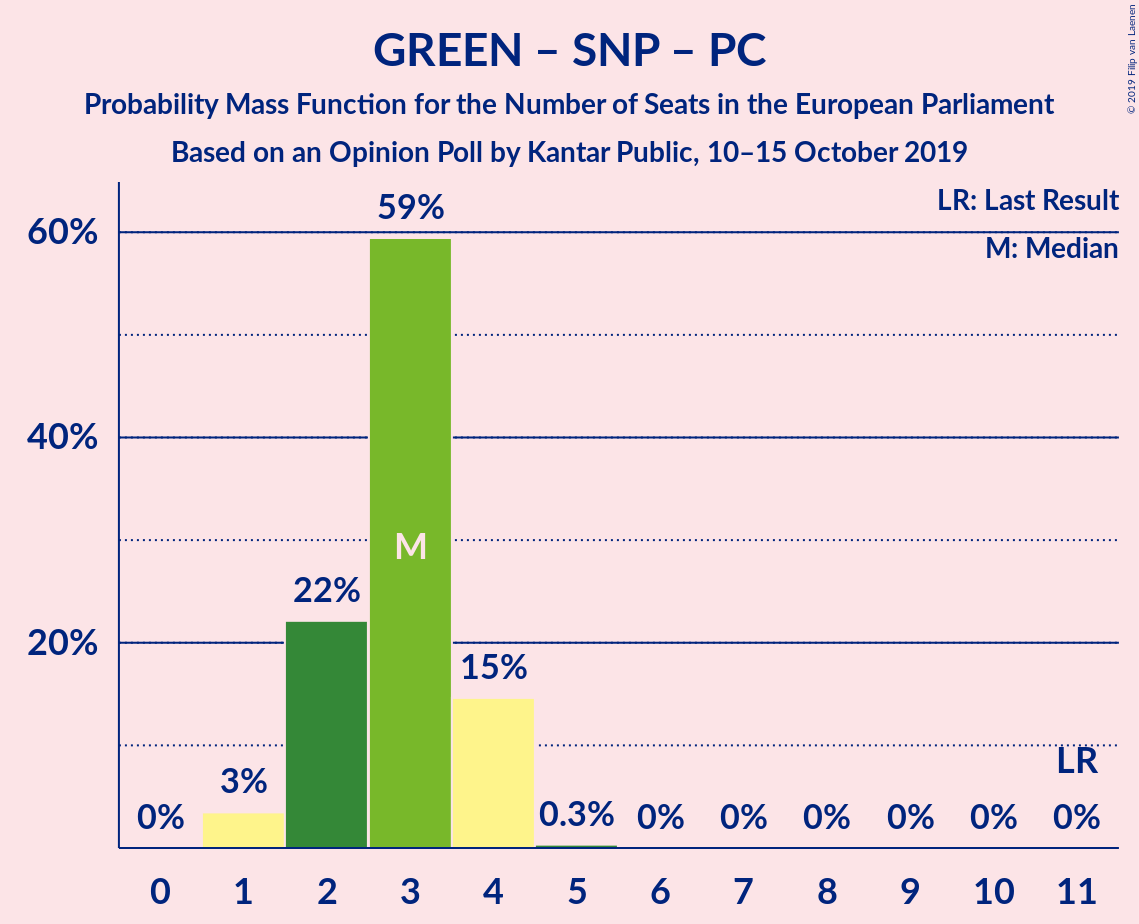 GREEN – SNP – PC
Probability Mass Function for the Number of Seats in the European Parliament
Based on an Opinion Poll by Kantar Public, 10–15 October 2019
© 2019 Filip van Laenen
LR: Last Result
M: Median
60%
40%
20%
0%
3%
22%
59%
M
15%
0.3%
0%
0%
0%
0%
0%
LR
0%
0 1 2 3 4 5 6 7 8 9 10 11